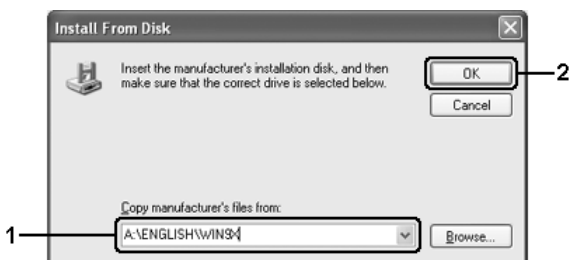 Install From Disk
Insert the manufacturer's installation disk, and then
make sure that the correct drive is selected below.
OK
2
Cancel
Copy manufacturer's files from:
1
A:\ENGLISH\WIN9X
Browse...